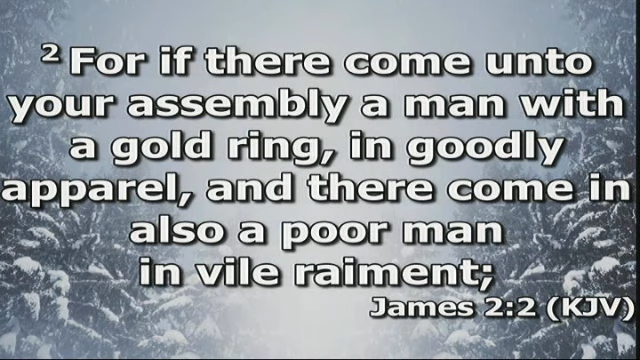 2 For if there come unto
your assembly a man with
a gold ring, in goodly
apparel, and there come in
also a poor man
in vile raiment;
James 2:2 (KJV)